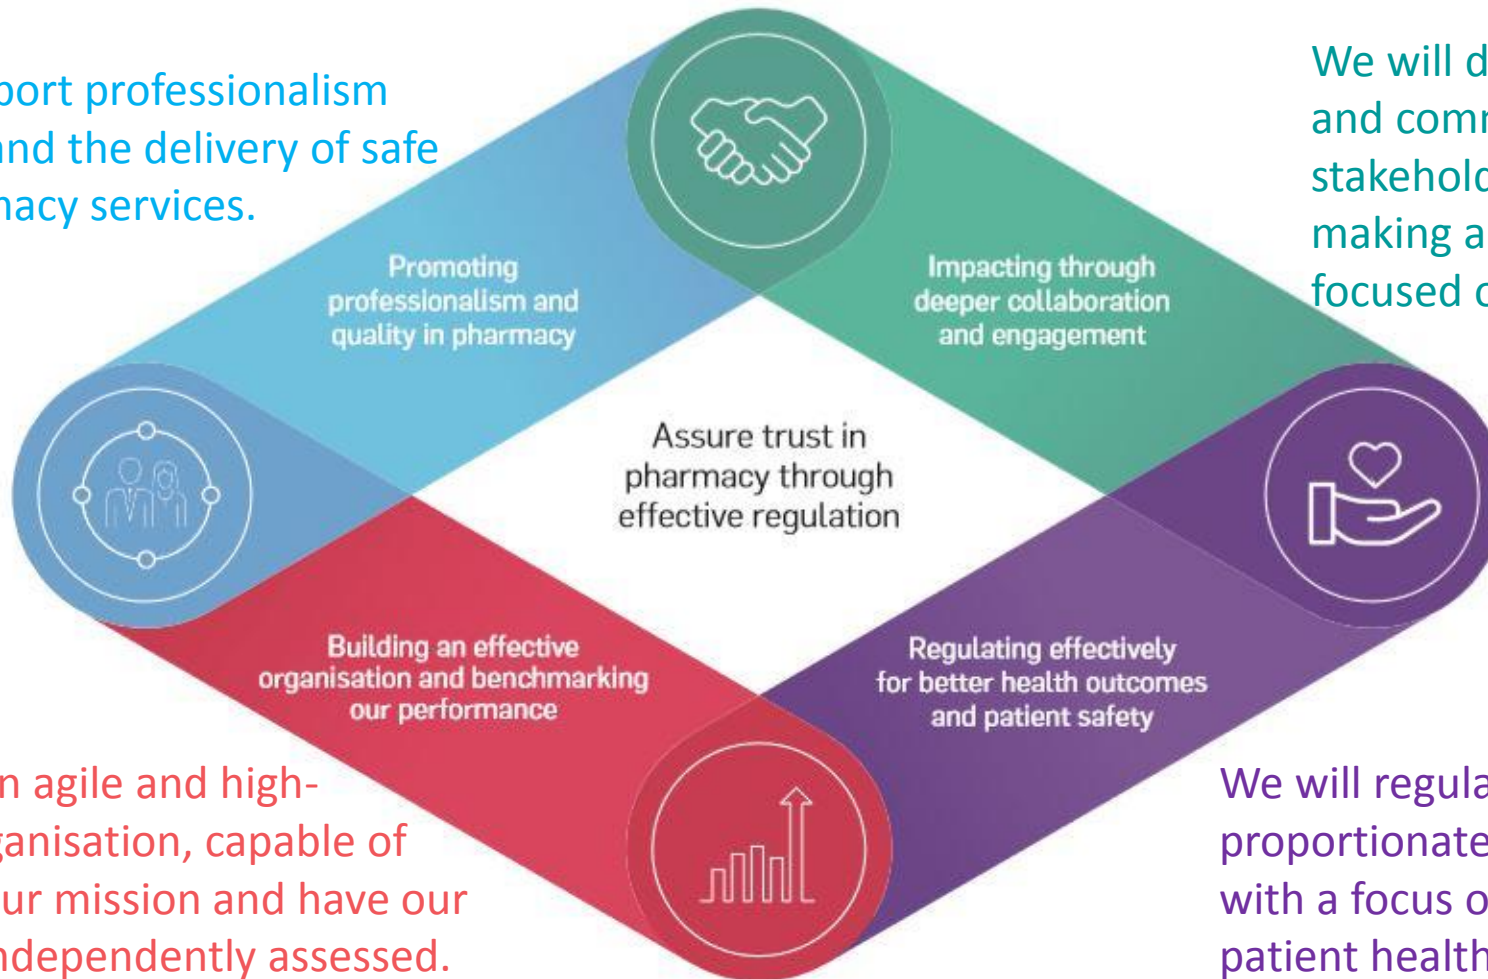 port professionalism
and the delivery of safe
macy services.
We will d
and comm
stakehold
making a
focused o
Promoting
professionalism and
quality in pharmacy
Impacting through
deeper collaboration
and engagement
Assure trust in
pharmacy through
effective regulation
Building an effective
organisation and benchmarking
our performance
Regulating effectively
for better health outcomes
and patient safety
n agile and high-
ganisation, capable of
ur mission and have our
ndependently assessed.
We will regula
proportionate
with a focus o
patient health